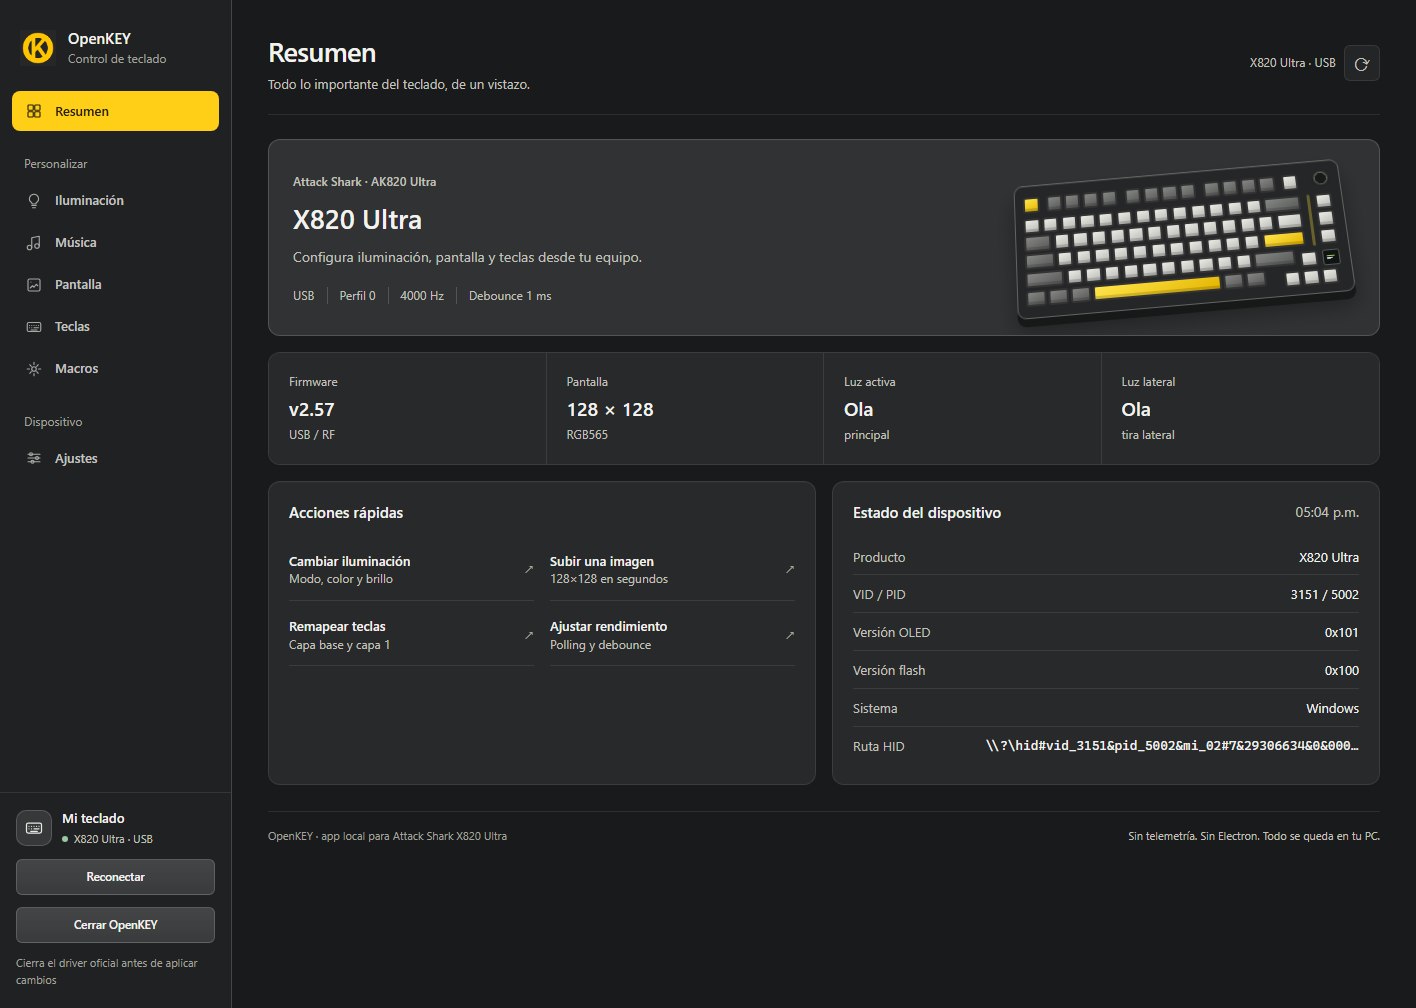 OpenKEY
Control de teclado
Resumen
Personalizar
Iluminación
Música
Pantalla
Teclas
Macros
Dispositivo
Ajustes
Mi teclado
X820 Ultra · USB
Reconectar
Cerrar OpenKEY
Cierra el driver oficial antes de aplicar
cambios
Resumen
Todo lo importante del teclado, de un vistazo.
X820 Ultra · USB
Attack Shark · AK820 Ultra
X820 Ultra
Configura iluminación, pantalla y teclas desde tu equipo.
USB
Perfil 0
4000 Hz
Debounce 1 ms
Firmware
v2.57
USB / RF
Pantalla
128 × 128
RGB565
Luz activa
Ola
principal
Luz lateral
Ola
tira lateral
Acciones rápidas
Cambiar iluminación
Modo, color y brillo
↗
Subir una imagen
128×128 en segundos
↗
Remapear teclas
Capa base y capa 1
↗
Ajustar rendimiento
Polling y debounce
↗
Estado del dispositivo
05:04 p.m.
Producto
X820 Ultra
VID / PID
3151 / 5002
Versión OLED
0x101
Versión flash
0x100
Sistema
Windows
Ruta HID
\\?\hid#vid_3151&pid_5002&mi_02#7&29306634&0&000…
OpenKEY · app local para Attack Shark X820 Ultra
Sin telemetría. Sin Electron. Todo se queda en tu PC.